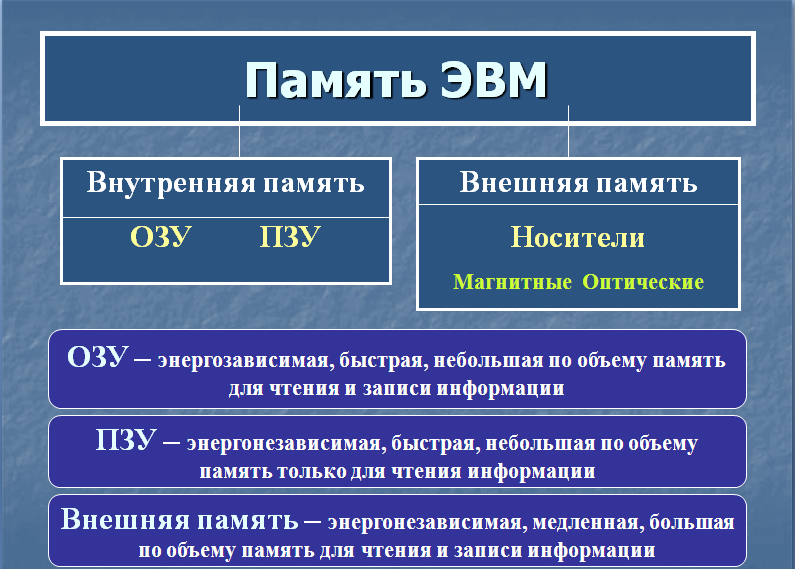 Память ЭВМ
Внутренняя память
ОЗУ ПЗУ
Внешняя память
Носители
Магнитные Оптические
ОЗУ – энергозависимая, быстрая, небольшая по объему память
для чтения и записи информации
ПЗУ – энергонезависимая, быстрая, небольшая по объему
память только для чтения информации
Внешняя память – энергонезависимая, медленная, большая
по объему память для чтения и записи информации